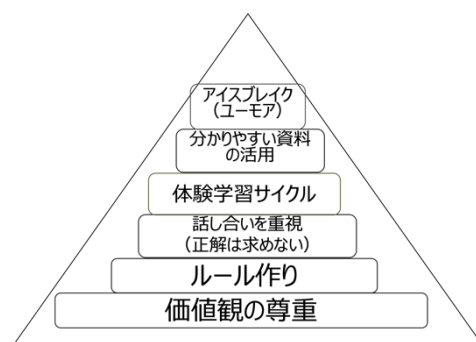 アイスブレイク
（ユーモア）
分かりやすい資料
の活用
体験学習サイクル
話し合いを重視
（正解は求めない）
ルール作り
価値観の尊重